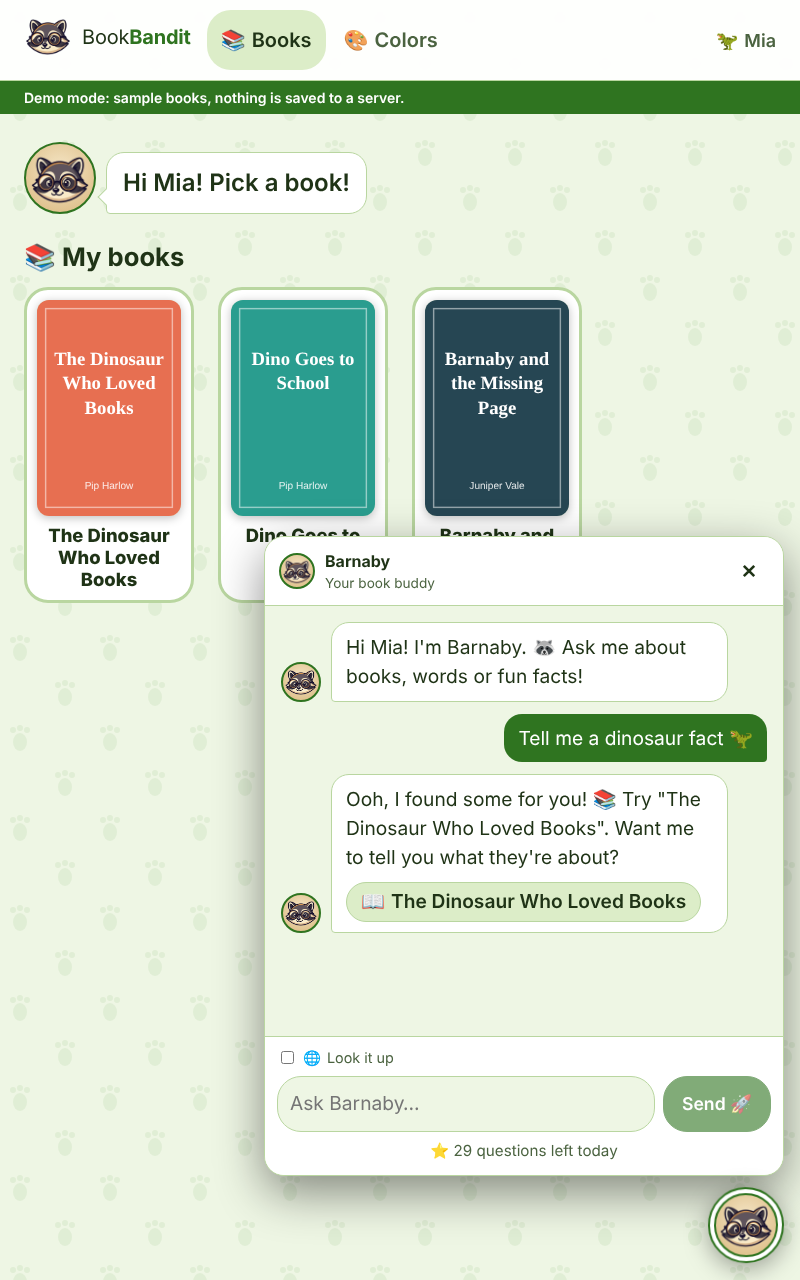 BookBandit
📚 Books
🎨 Colors
🦖 Mia
Demo mode: sample books, nothing is saved to a server.
Hi Mia! Pick a book!
📚 My books
The Dinosaur
Who Loved
Books
Pip Harlow
The Dinosaur
Who Loved
Books
Dino Goes to
School
Pip Harlow
Dino Goes to
Barnaby and
the Missing
Page
Juniper Vale
Barnaby and
Barnaby
Your book buddy
✕
Hi Mia! I'm Barnaby. 🦝 Ask me about
books, words or fun facts!
Tell me a dinosaur fact 🦖
Ooh, I found some for you! 📚 Try "The
Dinosaur Who Loved Books". Want me
to tell you what they're about?
📖 The Dinosaur Who Loved Books
🌐 Look it up
Ask Barnaby...
Send 🚀
⭐ 29 questions left today